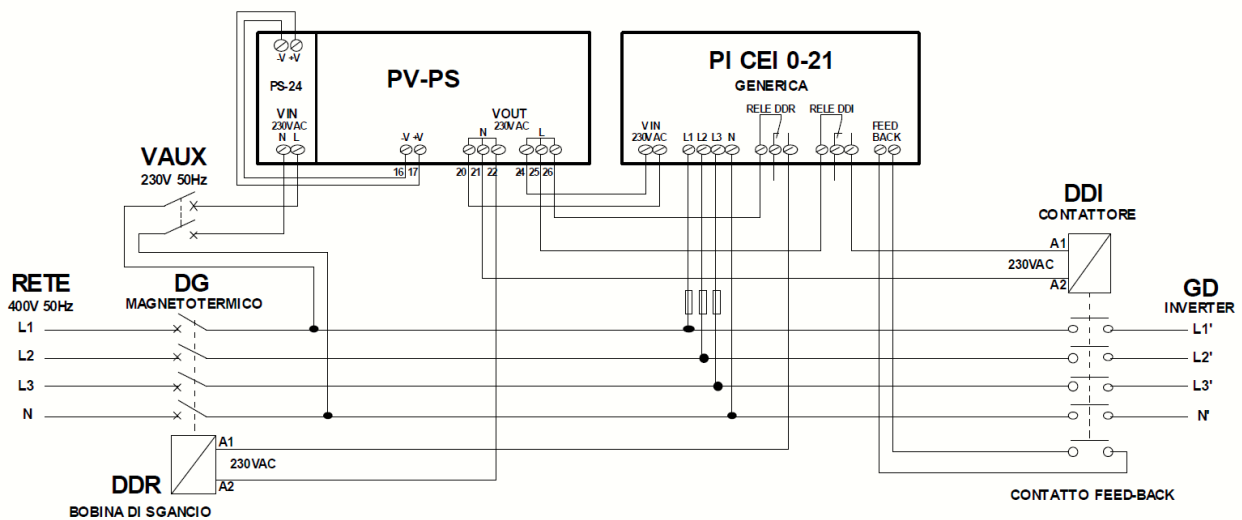 -V +V
PS-24
V IN
230VAC
N L
PV-PS
-V +V
16 17
VOUT
230VAC
N L
20 21 22 24 25 26
PI CEI 0-21
GENERICA
V IN
230VAC
L1 L2 L3 N
RELE DDR
RELE DDI
FEED
BACK
VAUX
230V 50Hz
DDI
CONTATTORE
A1
230VAC
A2
RETE
400V 50Hz
DG
MAGNETOTERMICO
GD
INVERTER
L1 L1'
L2 L2'
L3 L3'
N N'
A1
230VAC
A2
DDR
BOBINA DI SGANCIO
CONTATTO FEED-BACK